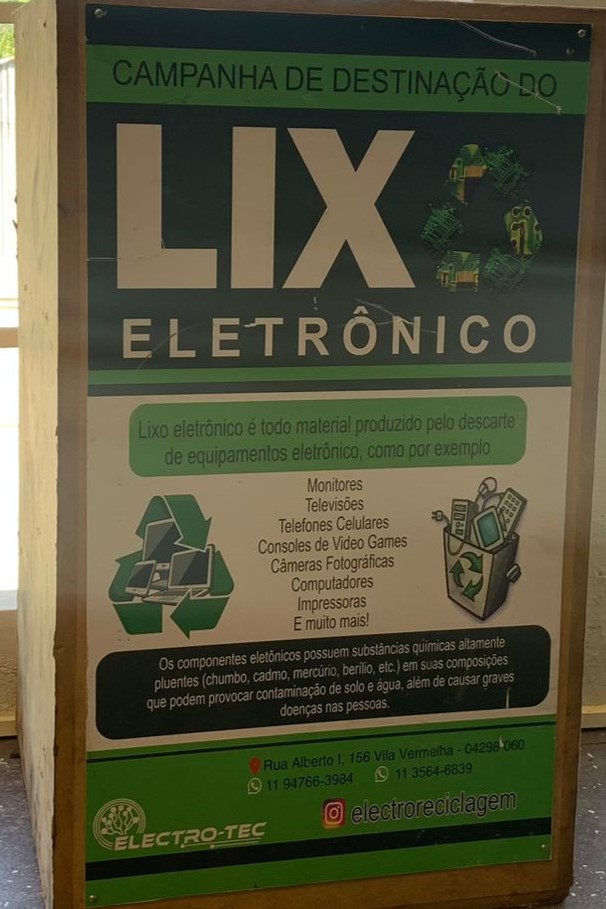 CAMPANHA DE DESTINAÇÃO DO
LIXO
ELETRÔNICO
Lixo eletrônico é todo material produzido pelo descarte
de equipamentos eletrônico, como por exemplo
Monitores
Televisões
Telefones Celulares
Consoles de Video Games
Câmeras Fotográficas
Computadores
Impressoras
E muito mais!
Os componentes eletônicos possuem substâncias químicas altamente
pluentes (chumbo, cadmo, mercúrio, berílio, etc.) em suas composições
que podem provocar contaminação de solo e água, além de causar graves
doenças nas pessoas.
Rua Alberto I, 156 Vila Vermelha - 04298-060
11 94766-3984 11 3564-6839
electroreciclagem
ELECTRO-TEC